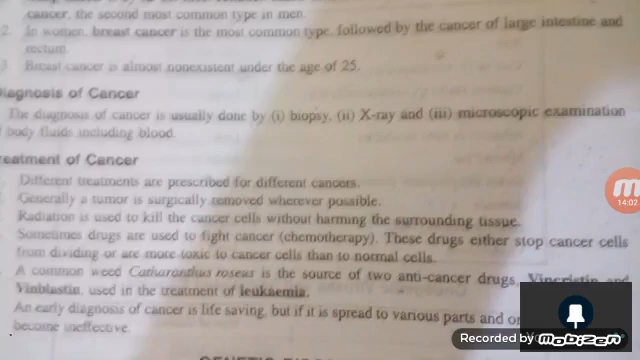 cancer, the second most common type in men.
2. In women, breast cancer is the most common type, followed by the cancer of large intestine and
rectum.
3 Breast cancer is almost nonexistent under the age of 25.
Diagnosis of Cancer
The diagnosis of cancer is usually done by (i) biopsy, (ii) X-ray and (iii) microscopic examination
body fluids including blood.
reatment of Cancer
Different treatments are prescribed for different cancers.
Generally a tumor is surgically removed wherever possible.
Radiation is used to kill the cancer cells without harming the surrounding tissue.
Sometimes drugs are used to fight cancer (chemotherapy). These drugs either stop cancer cells
from dividing or are more toxic to cancer cells than to normal cells.
A common weed Catharanthus roseus is the source of two anti-cancer drugs, Vincristin and
Vinblastin, used in the treatment of leukaemia.
An early diagnosis of cancer is life saving, but if it is spread to various parts and or
become ineffective.
14:02
Recorded by
MOBIZEN